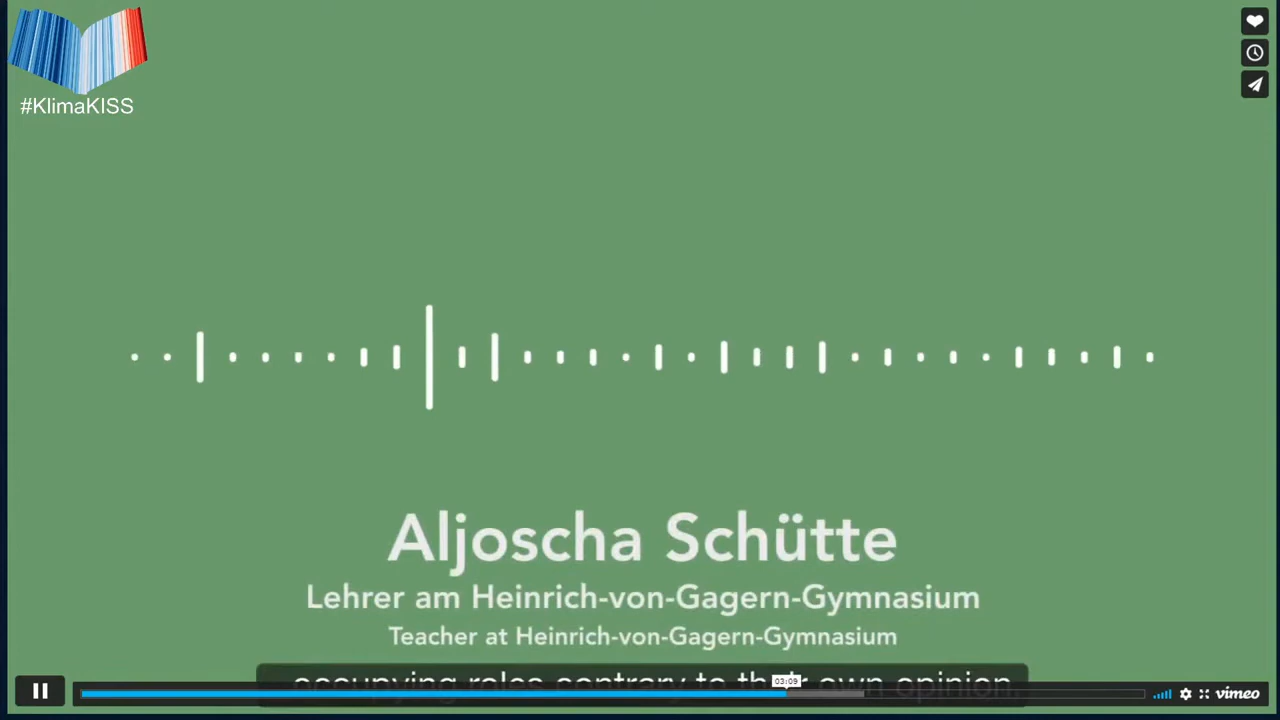 #KlimaKISS
Aljoscha Schütte
Lehrer am Heinrich-von-Gagern-Gymnasium
Teacher at Heinrich-von-Gagern-Gymnasium
occupying roles contrary to their own opinion.
03:09
vimeo